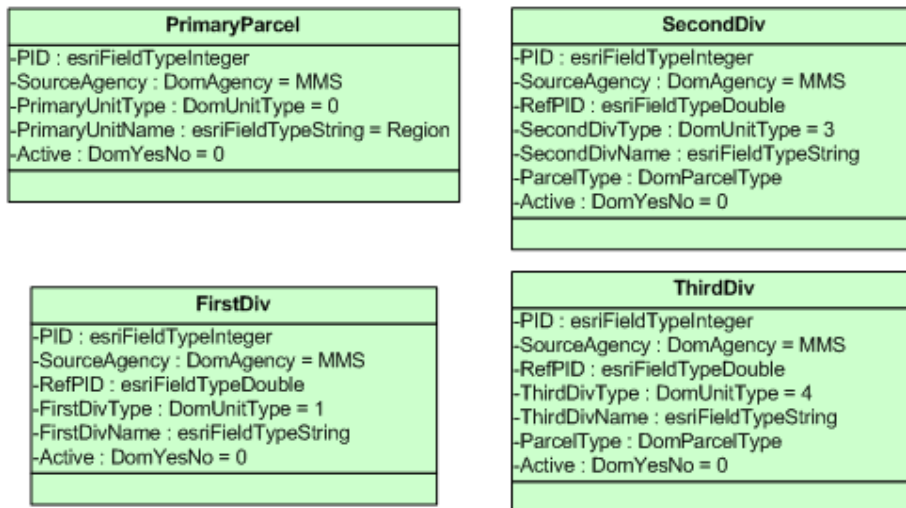 PrimaryParcel
-PID : esriFieldTypeInteger
-SourceAgency : DomAgency = MMS
-PrimaryUnitType : DomUnitType = 0
-PrimaryUnitName : esriFieldTypeString = Region
-Active : DomYesNo = 0
SecondDiv
-PID : esriFieldTypeInteger
-SourceAgency : DomAgency = MMS
-RefPID : esriFieldTypeDouble
-SecondDivType : DomUnitType = 3
-SecondDivName : esriFieldTypeString
-ParcelType : DomParcelType
-Active : DomYesNo = 0
FirstDiv
-PID : esriFieldTypeInteger
-SourceAgency : DomAgency = MMS
-RefPID : esriFieldTypeDouble
-FirstDivType : DomUnitType = 1
-FirstDivName : esriFieldTypeString
-Active : DomYesNo = 0
ThirdDiv
-PID : esriFieldTypeInteger
-SourceAgency : DomAgency = MMS
-RefPID : esriFieldTypeDouble
-ThirdDivType : DomUnitType = 4
-ThirdDivName : esriFieldTypeString
-ParcelType : DomParcelType
-Active : DomYesNo = 0